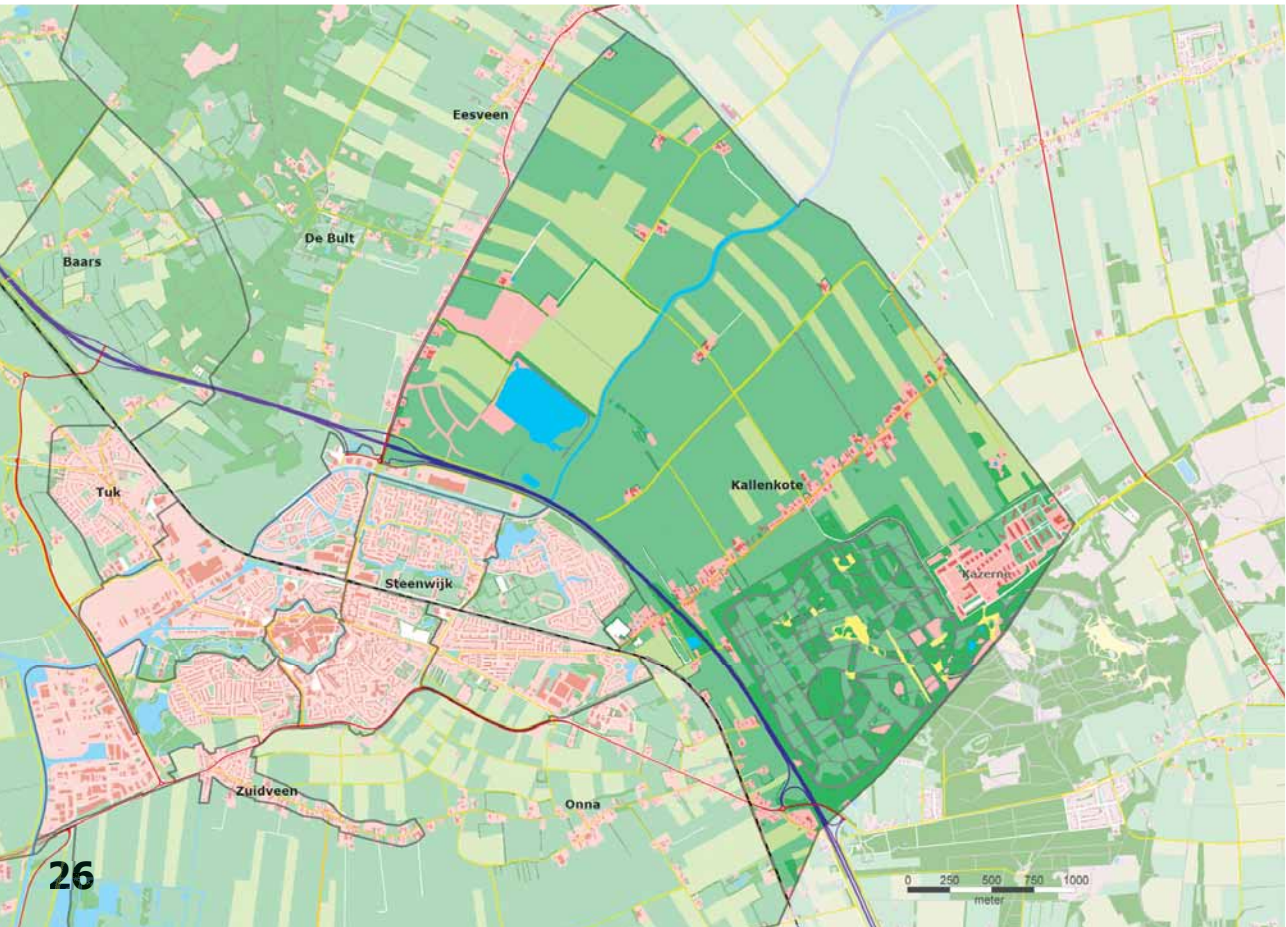 Eesveen
De Bult
Baars
Tuk
Kallenkote
Steenwijk
Kazerne
Zuidveen
Onna
26
0 250 500 750 1000
meter